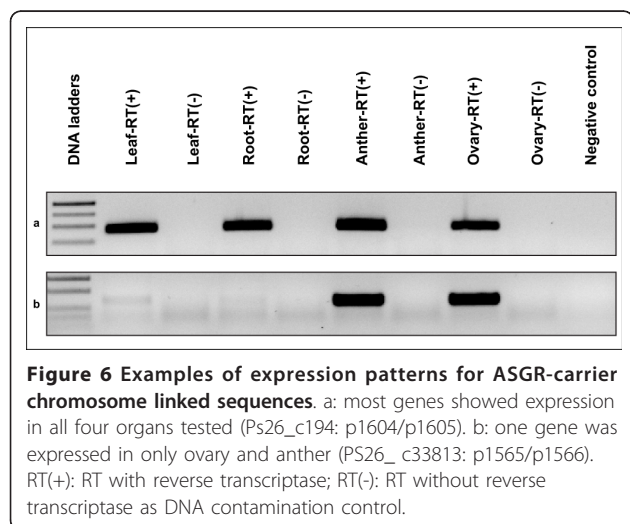 DNA ladders
Leaf-RT(+)
Leaf-RT(-)
Root-RT(+)
Root-RT(-)
Anther-RT(+)
Anther-RT(-)
Ovary-RT(+)
Ovary-RT(-)
Negative control
a
b
Figure 6 Examples of expression patterns for ASGR-carrier
chromosome linked sequences. a: most genes showed expression
in all four organs tested (Ps26_c194: p1604/p1605). b: one gene was
expressed in only ovary and anther (PS26_ c33813: p1565/p1566).
RT(+): RT with reverse transcriptase; RT(-): RT without reverse
transcriptase as DNA contamination control.